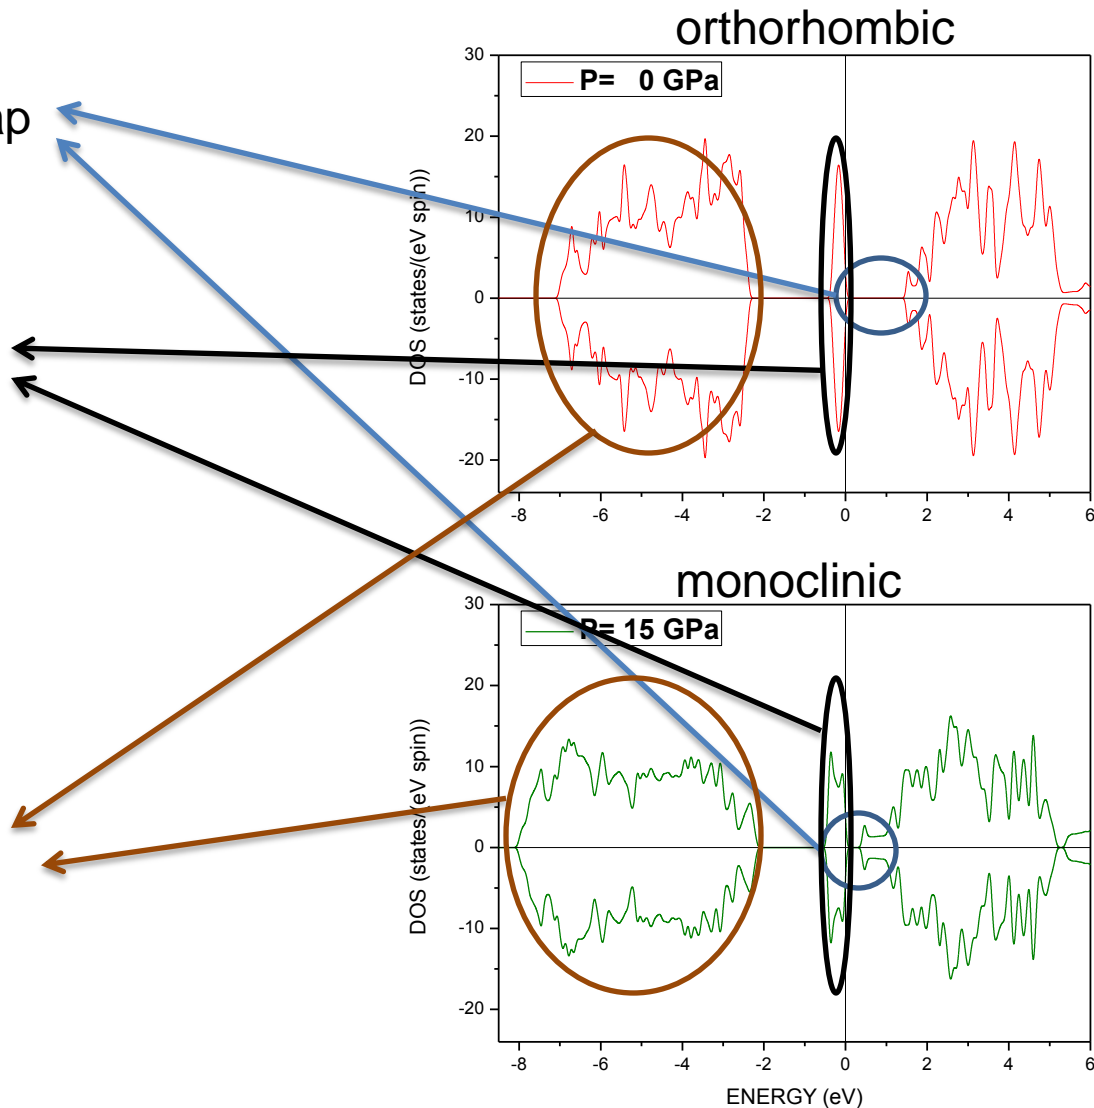 orthorhombic
30
P= 0 GPa
20
10
0
-10
-20
DOS (states/(eV spin))
-8 -6 -4 -2 0 2 4 6
monoclinic
30
P= 15 GPa
20
10
0
-10
-20
DOS (states/(eV spin))
-8 -6 -4 -2 0 2 4 6
ENERGY (eV)